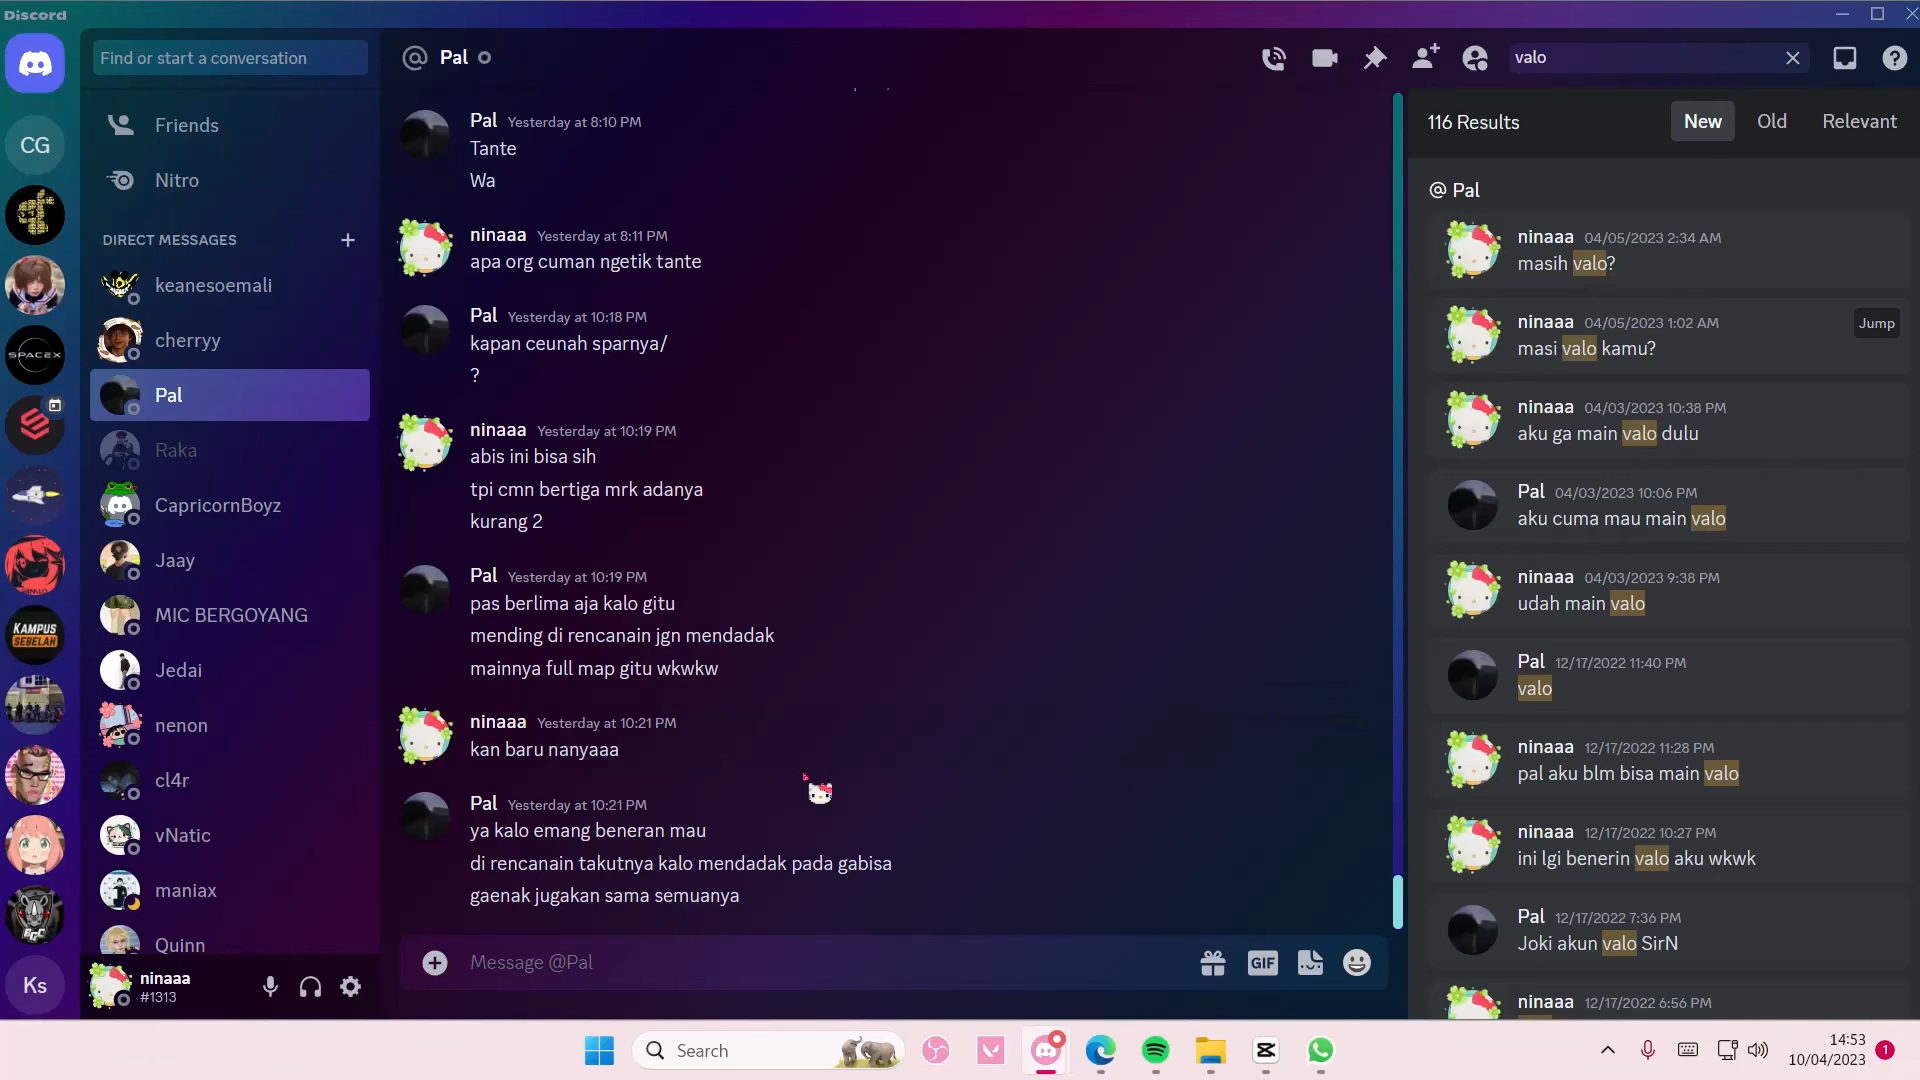 Discord
Find or start a conversation
Friends
Nitro
DIRECT MESSAGES
keanesoemali
cherryy
Pal
Raka
CapricornBoyz
Jaay
MIC BERGOYANG
Jedai
nenon
cl4r
vNatic
maniax
Quinn
ninaaa
#1313
CG
SPACEX
KAMPUS
SEBELAH
EGC
Ks
@ Pal
valo
Pal Yesterday at 8:10 PM
Tante
Wa
ninaaa Yesterday at 8:11 PM
apa org cuman ngetik tante
Pal Yesterday at 10:18 PM
kapan ceunah sparnya/
?
ninaaa Yesterday at 10:19 PM
abis ini bisa sih
tpi cmn bertiga mrk adanya
kurang 2
Pal Yesterday at 10:19 PM
pas berlima aja kalo gitu
mending di rencanain jgn mendadak
mainnya full map gitu wkwkw
ninaaa Yesterday at 10:21 PM
kan baru nanyaaa
Pal Yesterday at 10:21 PM
ya kalo emang beneran mau
di rencanain takutnya kalo mendadak pada gabisa
gaenak jugakan sama semuanya
Message @Pal
GIF
116 Results
New
Old
Relevant
@ Pal
ninaaa 04/05/2023 2:34 AM
masih valo?
ninaaa 04/05/2023 1:02 AM
Jump
masi valo kamu?
ninaaa 04/03/2023 10:38 PM
aku ga main valo dulu
Pal 04/03/2023 10:06 PM
aku cuma mau main valo
ninaaa 04/03/2023 9:38 PM
udah main valo
Pal 12/17/2022 11:40 PM
valo
ninaaa 12/17/2022 11:28 PM
pal aku blm bisa main valo
ninaaa 12/17/2022 10:27 PM
ini lgi benerin valo aku wkwk
Pal 12/17/2022 7:36 PM
Joki akun valo SirN
ninaaa 12/17/2022 6:56 PM
Search
14:53
10/04/2023
1